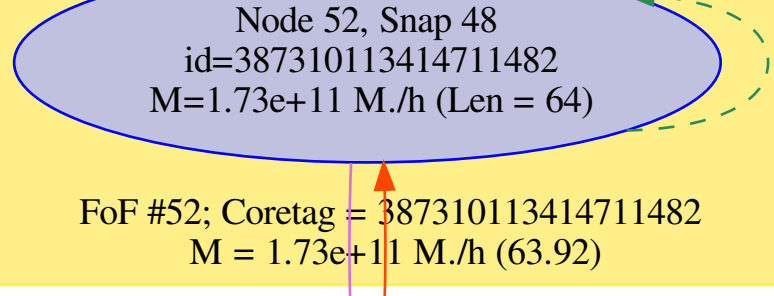 Node 52, Snap 48
id=387310113414711482
M=1.73e+11 M./h (Len = 64)
FoF #52; Coretag = 387310113414711482
M = 1.73e+11 M./h (63.92)